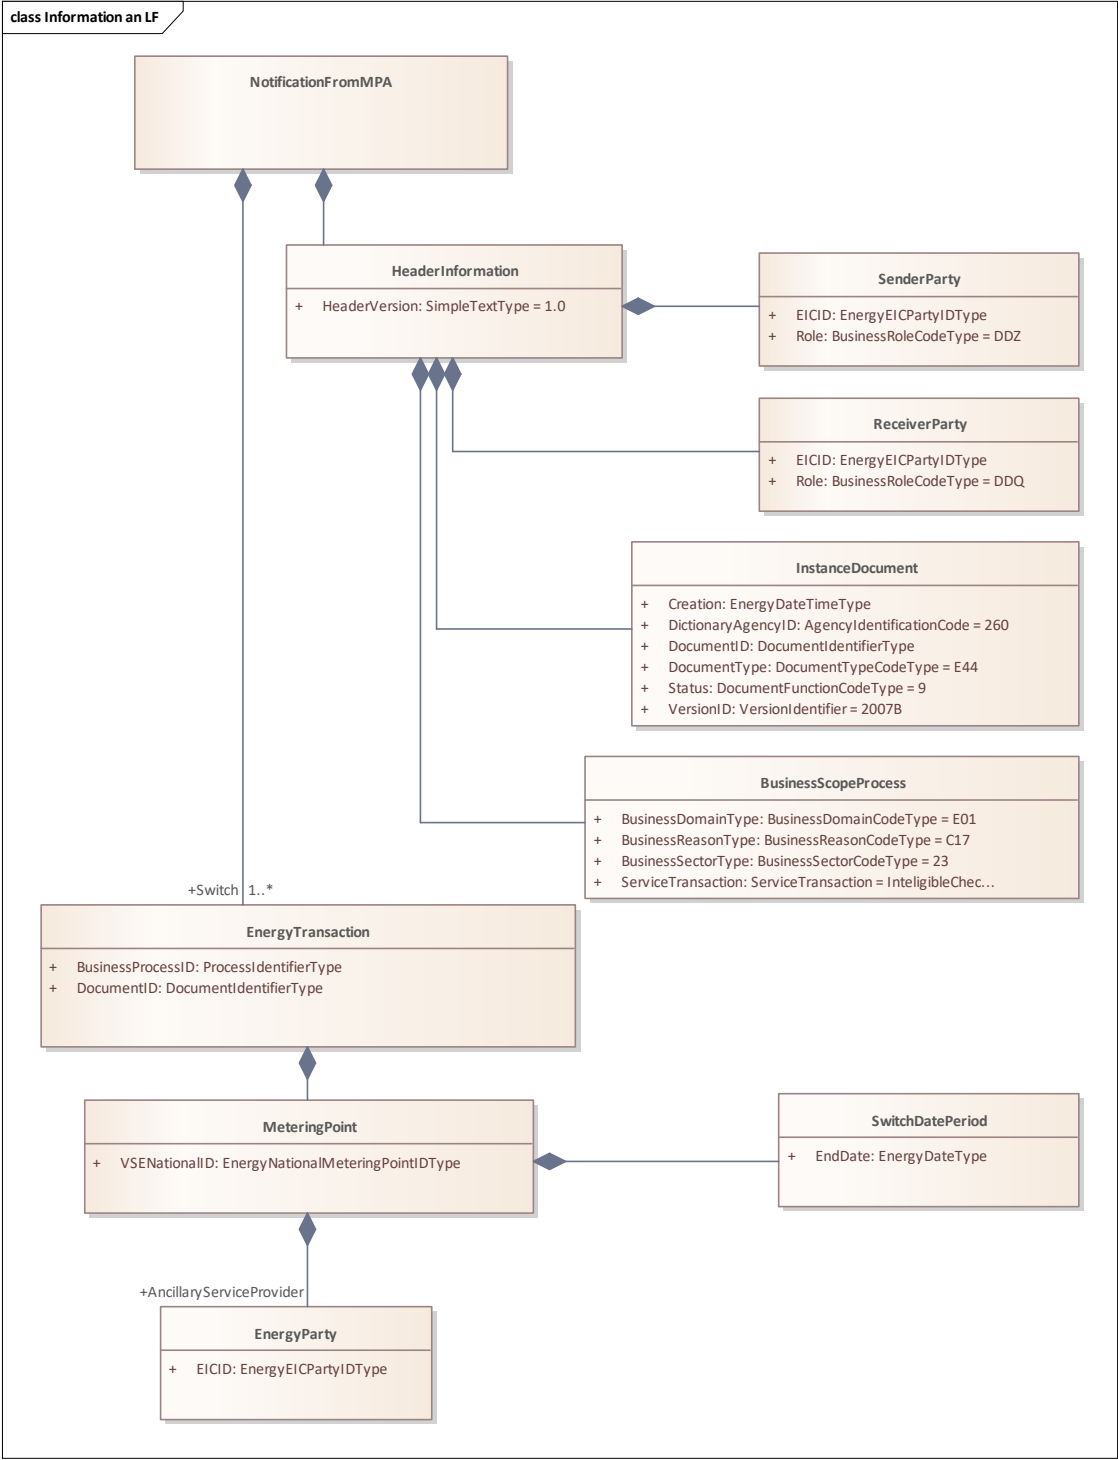 class Information an LF
NotificationFromMPA
HeaderInformation
+ HeaderVersion: SimpleTextType = 1.0
SenderParty
+ EICID: EnergyEICPartyIDType
+ Role: BusinessRoleCodeType = DDZ
ReceiverParty
+ EICID: EnergyEICPartyIDType
+ Role: BusinessRoleCodeType = DDQ
InstanceDocument
+ Creation: EnergyDateTimeType
+ DictionaryAgencyID: AgencyIdentificationCode = 260
+ DocumentID: DocumentIdentifierType
+ DocumentType: DocumentTypeCodeType = E44
+ Status: DocumentFunctionCodeType = 9
+ VersionID: VersionIdentifier = 2007B
BusinessScopeProcess
+ BusinessDomainType: BusinessDomainCodeType = E01
+ BusinessReasonType: BusinessReasonCodeType = C17
+ BusinessSectorType: BusinessSectorCodeType = 23
+ ServiceTransaction: ServiceTransaction = InteligibleChec...
+Switch 1..*
EnergyTransaction
+ BusinessProcessID: ProcessIdentifierType
+ DocumentID: DocumentIdentifierType
MeteringPoint
+ VSENationalID: EnergyNationalMeteringPointIDType
SwitchDatePeriod
+ EndDate: EnergyDateType
+AncillaryServiceProvider
EnergyParty
+ EICID: EnergyEICPartyIDType